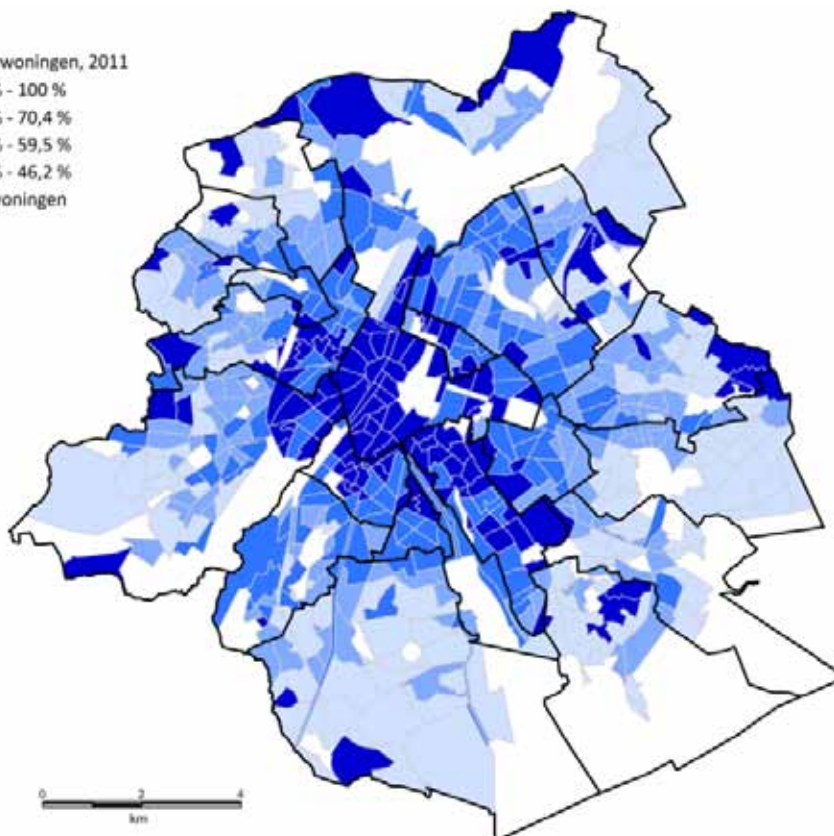 woningen, 2011
% - 100 %
% - 70,4 %
% - 59,5 %
% - 46,2 %
woningen
0 2 4
km